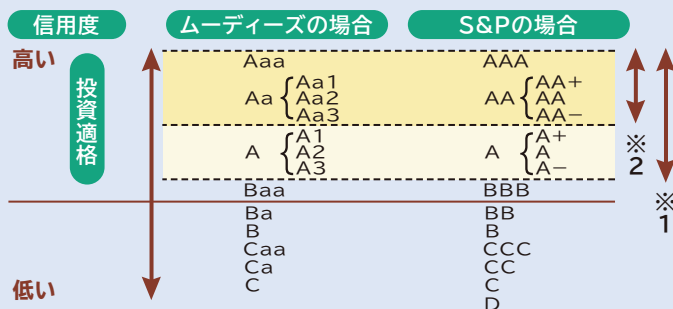 信用度 ムーディーズの場合 S&Pの場合
高い
投資適格
Aaa AAA
Aa { Aa1 AA { AA+
Aa2 AA
Aa3 AA−
A { A1 A { A+
A2 A
A3 A−
Baa BBB
※2
※1
Ba BB
B B
Caa CCC
Ca CC
C C
低い
D